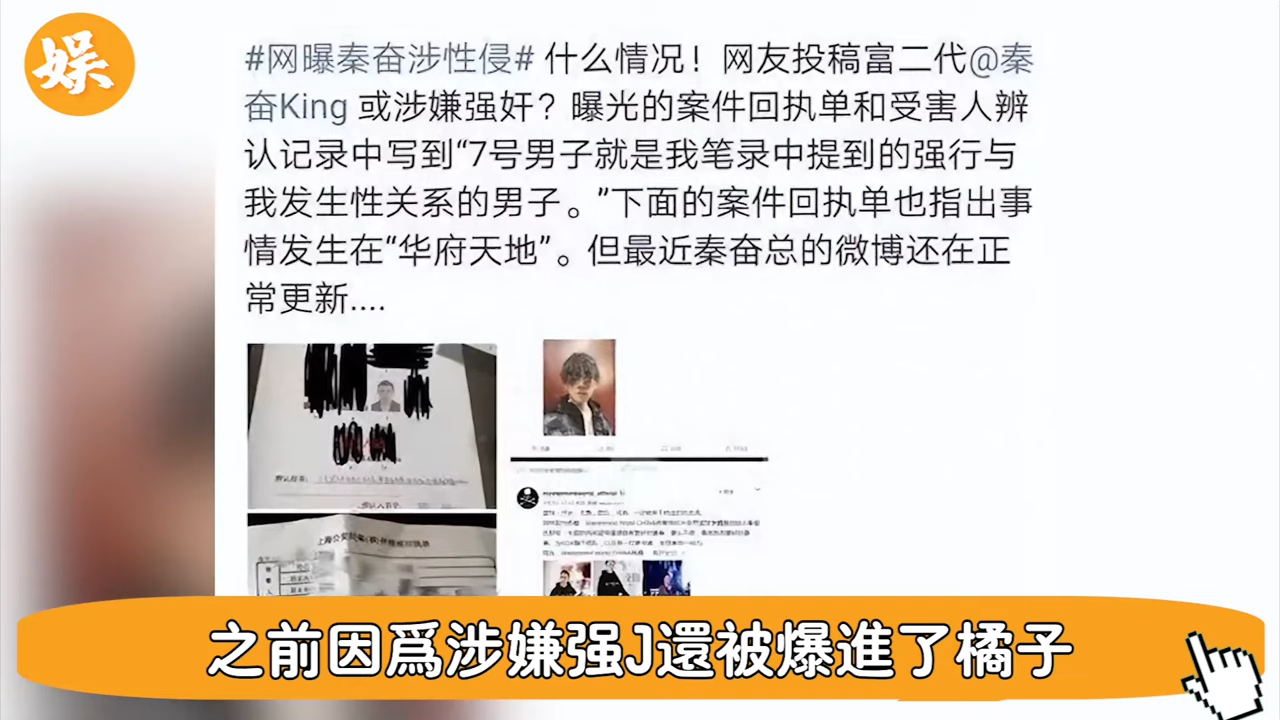 娱
#网曝秦奋涉性侵# 什么情况！网友投稿富二代@秦
奋King 或涉嫌强奸？曝光的案件回执单和受害人辨
认记录中写到“7号男子就是我笔录中提到的强行与
我发生性关系的男子。”下面的案件回执单也指出事
情发生在“华府天地”。但最近秦奋总的微博还在正
常更新....
之前因爲涉嫌强J還被爆進了橘子